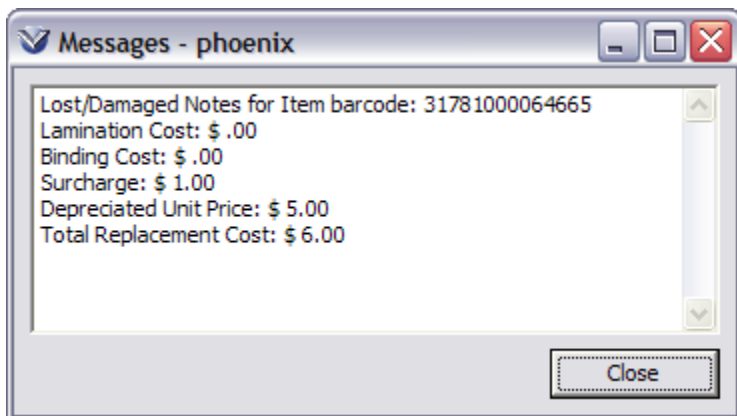 Messages - phoenix
Lost/Damaged Notes for Item barcode: 31781000064665
Lamination Cost: $ .00
Binding Cost: $ .00
Surcharge: $ 1.00
Depreciated Unit Price: $ 5.00
Total Replacement Cost: $ 6.00
Close